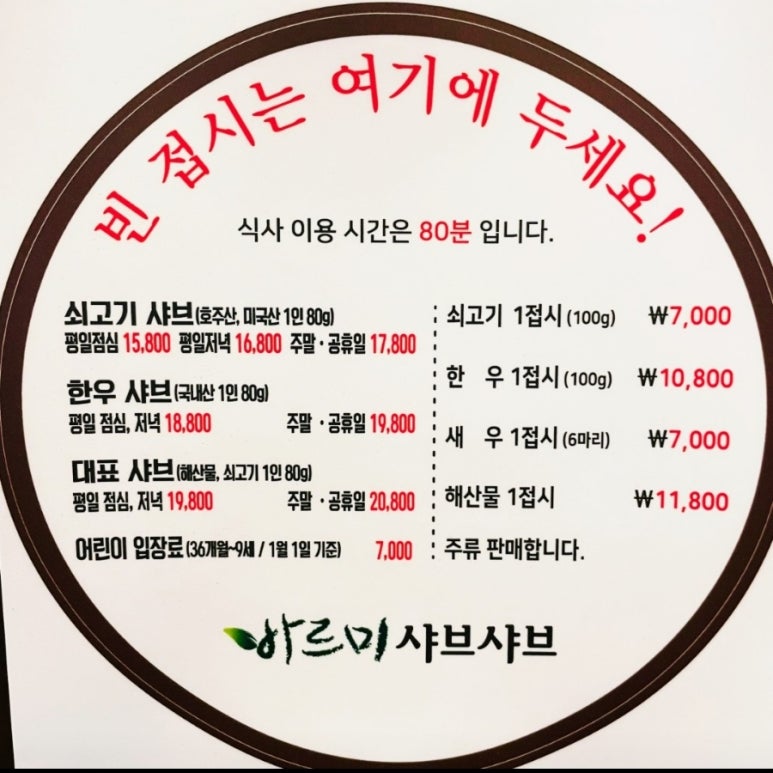 빈 접시는 여기에 두세요!
식사 이용 시간은 80분 입니다.
쇠고기 샤브(호주산, 미국산 1인 80g)
평일점심 15,800 평일저녁 16,800 주말·공휴일 17,800
한우 샤브(국내산 1인 80g)
평일 점심, 저녁 18,800 주말·공휴일 19,800
대표 샤브(해산물, 쇠고기 1인 80g)
평일 점심, 저녁 19,800 주말·공휴일 20,800
어린이 입장료(36개월~9세 / 1월 1일 기준) 7,000
쇠고기 1접시(100g) ₩7,000
한 우 1접시(100g) ₩10,800
새 우 1접시(6마리) ₩7,000
해산물 1접시 ₩11,800
주류 판매합니다.
바르미 샤브샤브